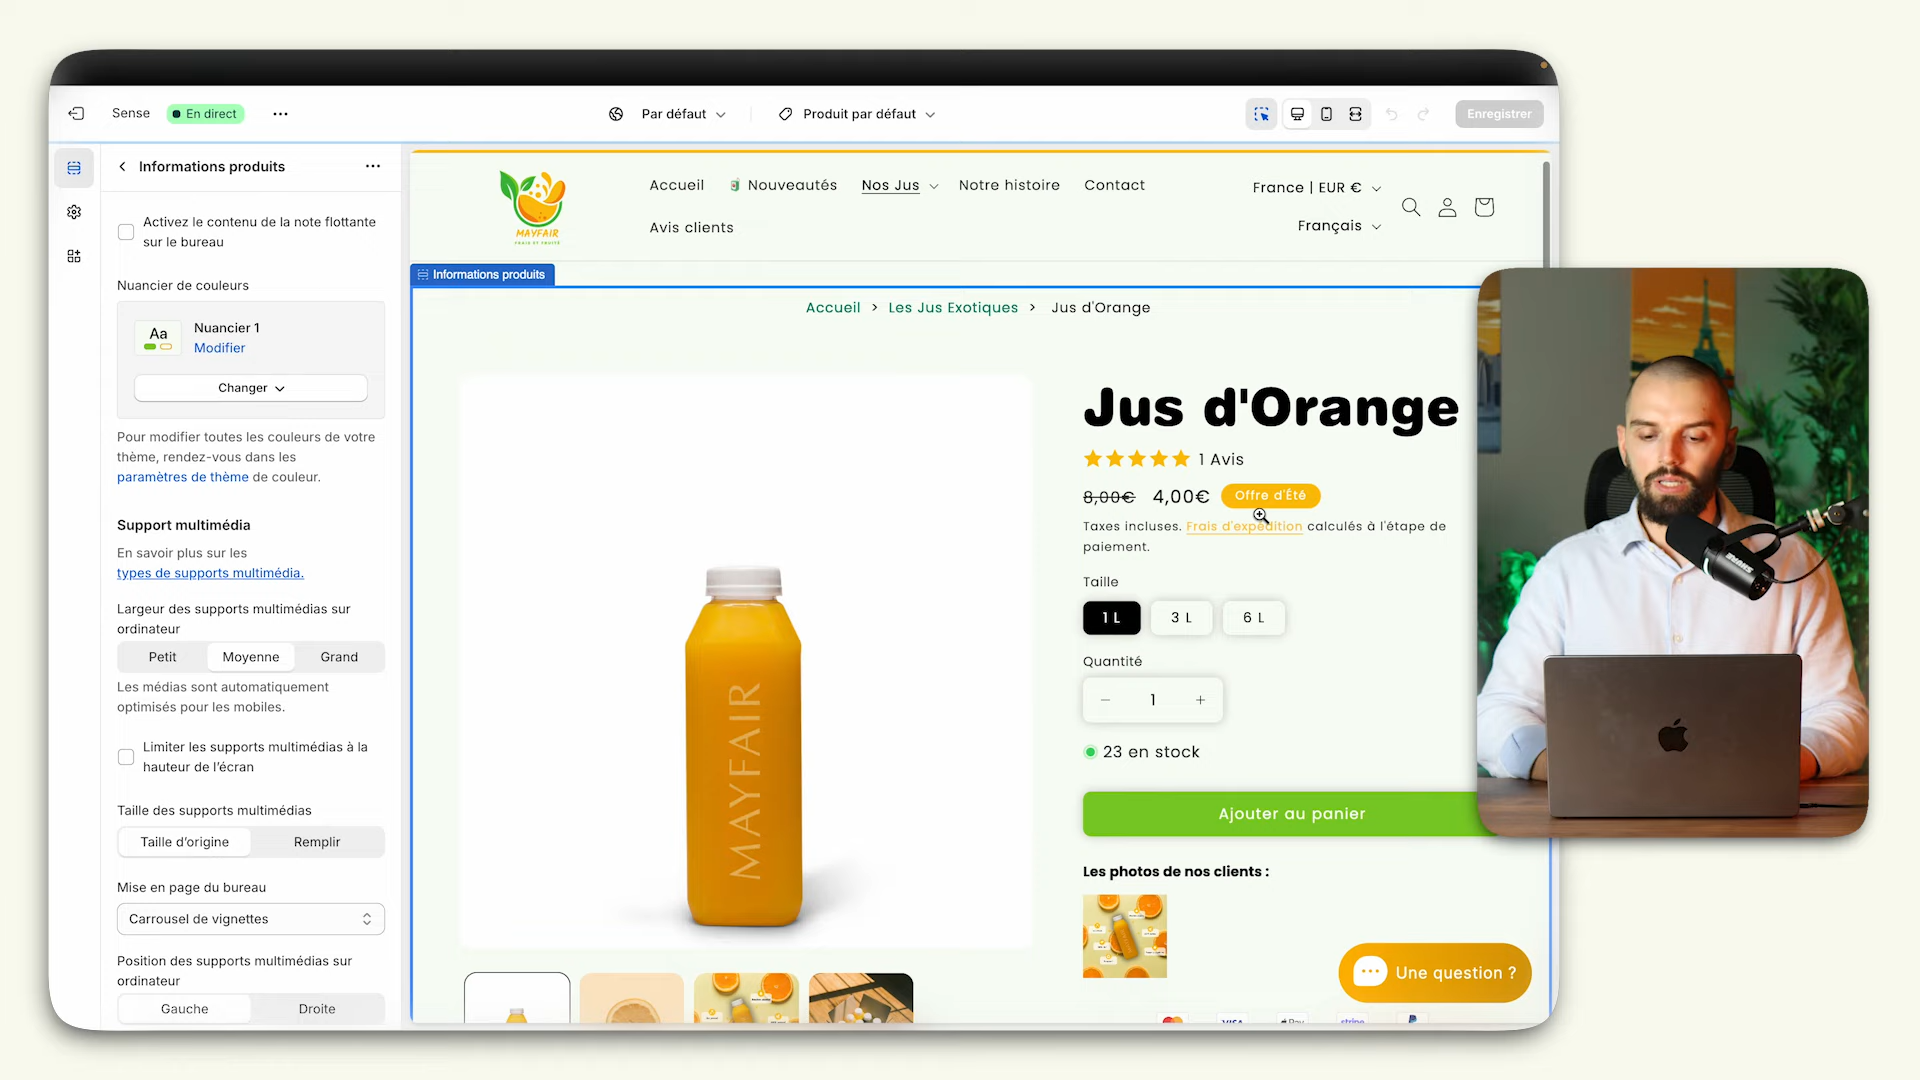 Sense
En direct
Par défaut
Produit par défaut
Enregistrer
Informations produits
Activez le contenu de la note flottante
sur le bureau
Nuancier de couleurs
Aa
Nuancier 1
Modifier
Changer
Pour modifier toutes les couleurs de votre
thème, rendez-vous dans les
paramètres de thème de couleur.
Support multimédia
En savoir plus sur les
types de supports multimédia.
Largeur des supports multimédias sur
ordinateur
Petit
Moyenne
Grand
Les médias sont automatiquement
optimisés pour les mobiles.
Limiter les supports multimédias à la
hauteur de l’écran
Taille des supports multimédias
Taille d’origine
Remplir
Mise en page du bureau
Carrousel de vignettes
Position des supports multimédias sur
ordinateur
Gauche
Droite
MAYFAIR
FRAIS ET FRUITÉ
Accueil
Nouveautés
Nos Jus
Notre histoire
Contact
Avis clients
France | EUR €
Français
Informations produits
Accueil > Les Jus Exotiques > Jus d'Orange
MAYFAIR
Jus d'Orange
1 Avis
8,00€ 4,00€ Offre d'Été
Taxes incluses. Frais d'expédition calculés à l'étape de
paiement.
Taille
1 L
3 L
6 L
Quantité
− 1 +
23 en stock
Ajouter au panier
Les photos de nos clients :
Une question ?
VISA
Pay
stripe
SHURE